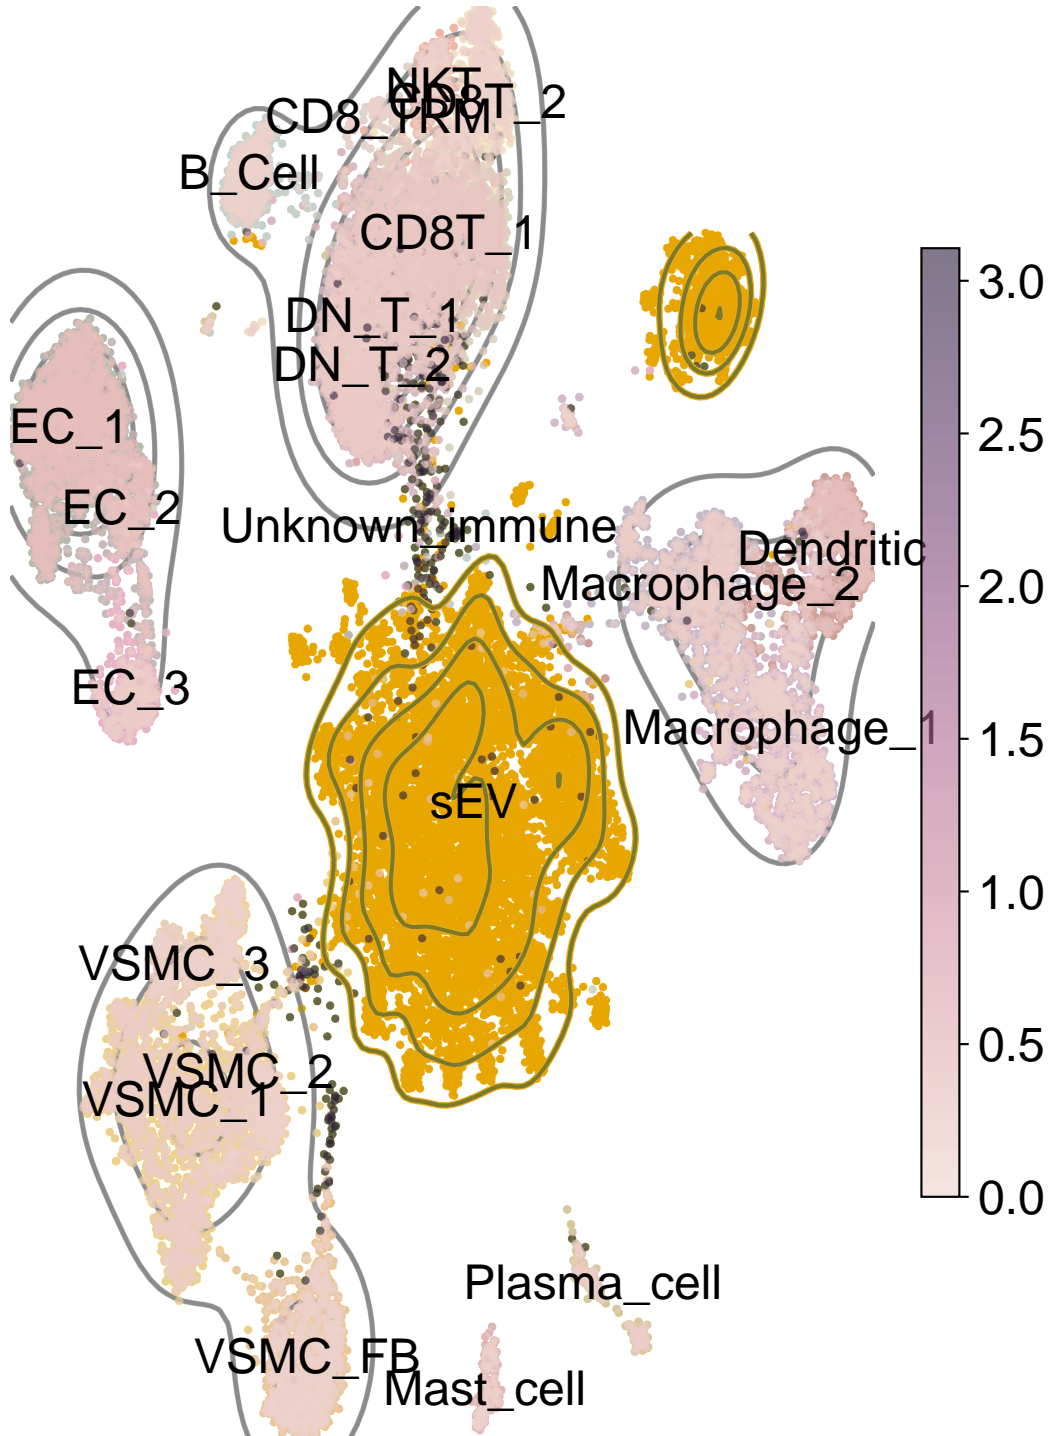 NKT
CD8T_2
CD8_TRM
B_Cell
CD8T_1
DN_T_1
DN_T_2
EC_1
EC_2
Unknown_immune
Dendritic
Macrophage_2
EC_3
Macrophage_1
sEV
VSMC_3
VSMC_2
VSMC_1
Plasma_cell
VSMC_FB
Mast_cell
3.0
2.5
2.0
1.5
1.0
0.5
0.0